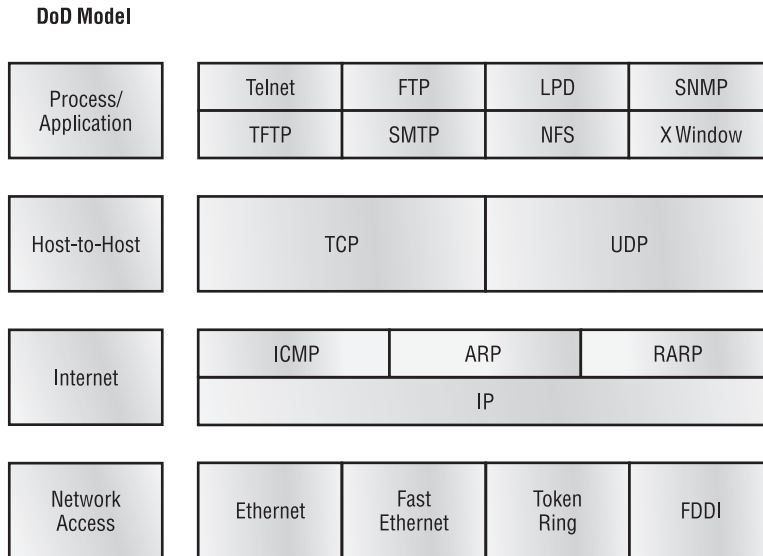 DoD Model
Process/
Application
Telnet
FTP
LPD
SNMP
TFTP
SMTP
NFS
X Window
Host-to-Host
TCP
UDP
Internet
ICMP
ARP
RARP
IP
Network
Access
Ethernet
Fast
Ethernet
Token
Ring
FDDI